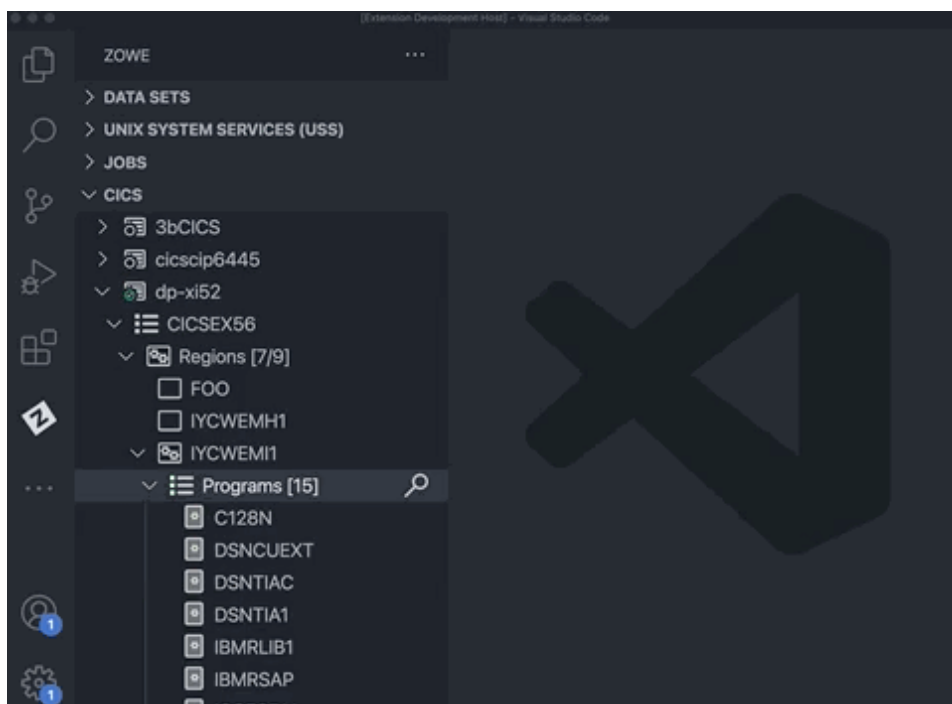 [Extension Development Host] - Visual Studio Code
ZOWE
DATA SETS
UNIX SYSTEM SERVICES (USS)
JOBS
CICS
3bCICS
cicscip6445
dp-xi52
CICSEX56
Regions [7/9]
FOO
IYCWEMH1
IYCWEMI1
Programs [15]
C128N
DSNCUEXT
DSNTIAC
DSNTIA1
IBMRLIB1
IBMRSAP
1
1